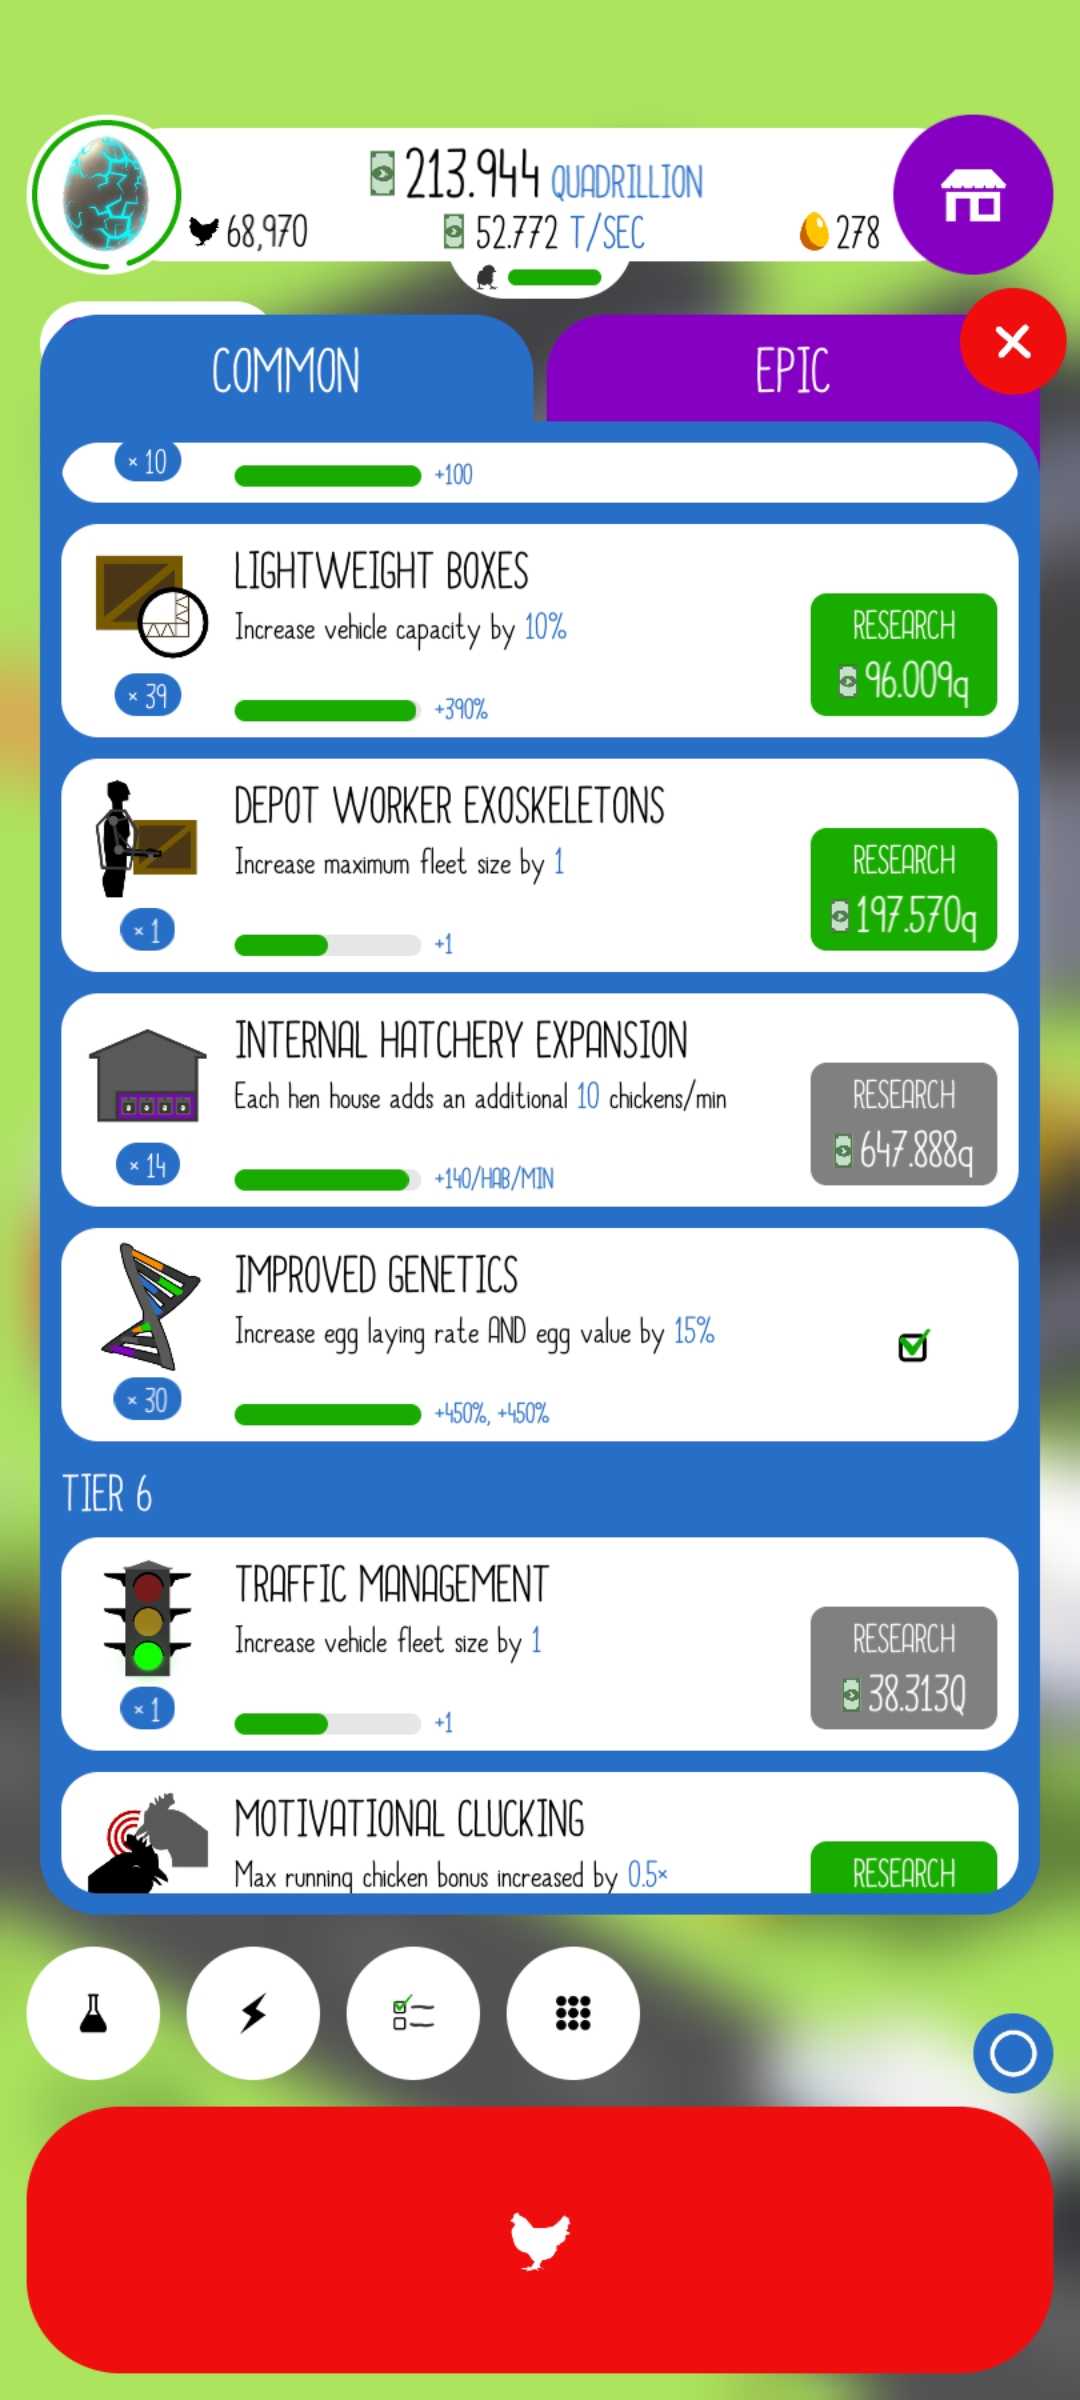 213.944 QUADRILLION
68,970
52.772 T/SEC
278
COMMON
EPIC
× 10
+100
LIGHTWEIGHT BOXES
Increase vehicle capacity by 10%
RESEARCH
96.009q
× 39
+390%
DEPOT WORKER EXOSKELETONS
Increase maximum fleet size by 1
RESEARCH
197.570q
× 1
+1
INTERNAL HATCHERY EXPANSION
Each hen house adds an additional 10 chickens/min
RESEARCH
647.888q
× 14
+140/HAB/MIN
IMPROVED GENETICS
Increase egg laying rate AND egg value by 15%
× 30
+450%, +450%
TIER 6
TRAFFIC MANAGEMENT
Increase vehicle fleet size by 1
RESEARCH
38.313Q
× 1
+1
MOTIVATIONAL CLUCKING
Max running chicken bonus increased by 0.5×
RESEARCH